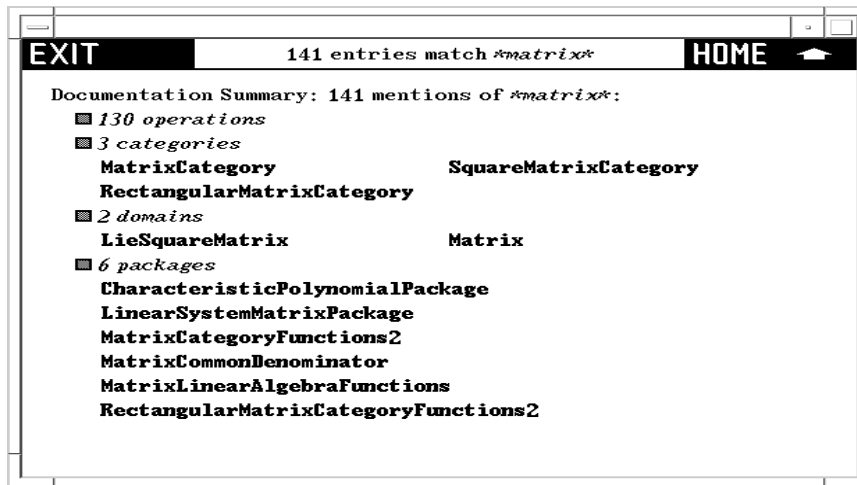 EXIT 141 entries match *matrix* HOME
Documentation Summary: 141 mentions of *matrix*:
130 operations
3 categories
MatrixCategory SquareMatrixCategory
RectangularMatrixCategory
2 domains
LieSquareMatrix Matrix
6 packages
CharacteristicPolynomialPackage
LinearSystemMatrixPackage
MatrixCategoryFunctions2
MatrixCommonDenominator
MatrixLinearAlgebraFunctions
RectangularMatrixCategoryFunctions2